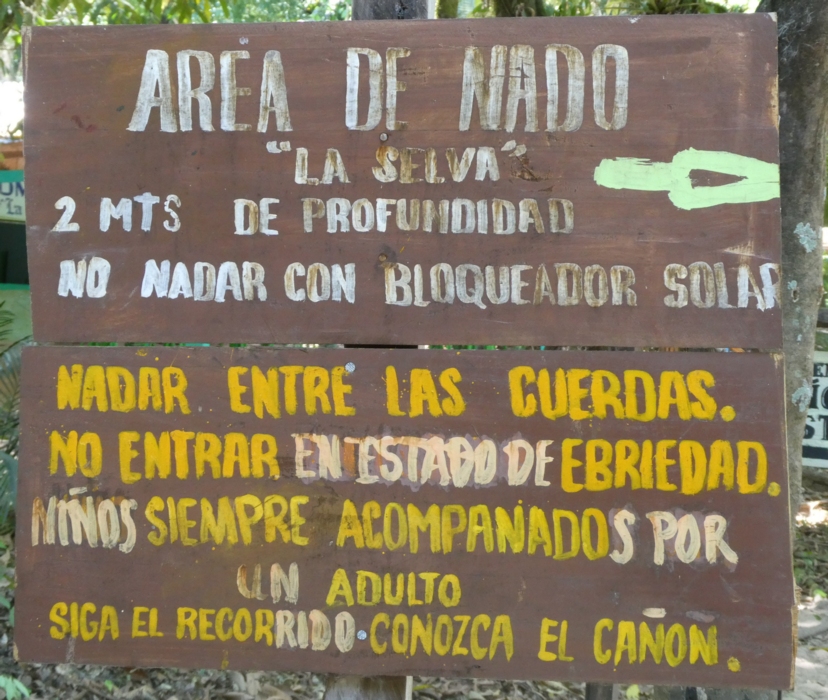 AREA DE NADO
"LA SELVA"
2 MTS DE PROFUNDIDAD
NO NADAR CON BLOQUEADOR SOLAR
NADAR ENTRE LAS CUERDAS.
NO ENTRAR EN ESTADO DE EBRIEDAD.
NIÑOS SIEMPRE ACOMPAÑADOS POR
UN ADULTO
SIGA EL RECORRIDO. CONOZCA EL CAÑON.